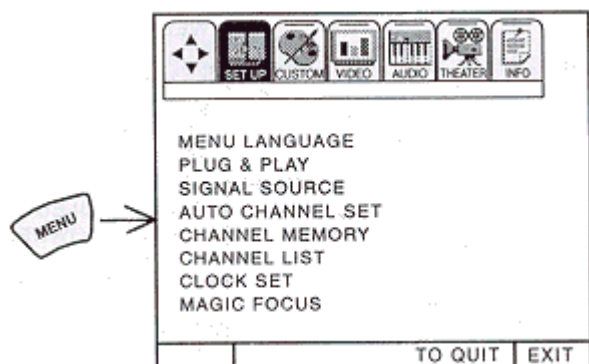 SET UP CUSTOM VIDEO AUDIO THEATER INFO
MENU LANGUAGE
PLUG & PLAY
SIGNAL SOURCE
AUTO CHANNEL SET
MENU
CHANNEL MEMORY
CHANNEL LIST
CLOCK SET
MAGIC FOCUS
TO QUIT EXIT